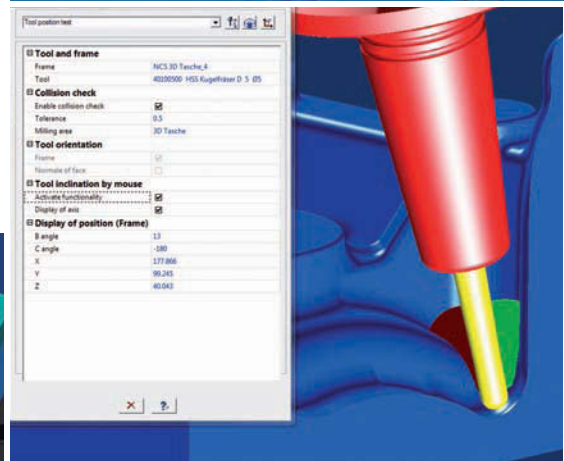 Tool position test
Tool and frame
Frame NCS 3D Tasche_4
Tool 40200500 HSS Kugelfräser D 5 Ø5
Collision check
Enable collision check
Tolerance 0.5
Milling area 3D Tasche
Tool orientation
Frame
Normale of face
Tool inclination by mouse
Activate functionality
Display of axis
Display of position (Frame)
B angle 13
C angle -180
X 177.866
Y 99.245
Z 40.043